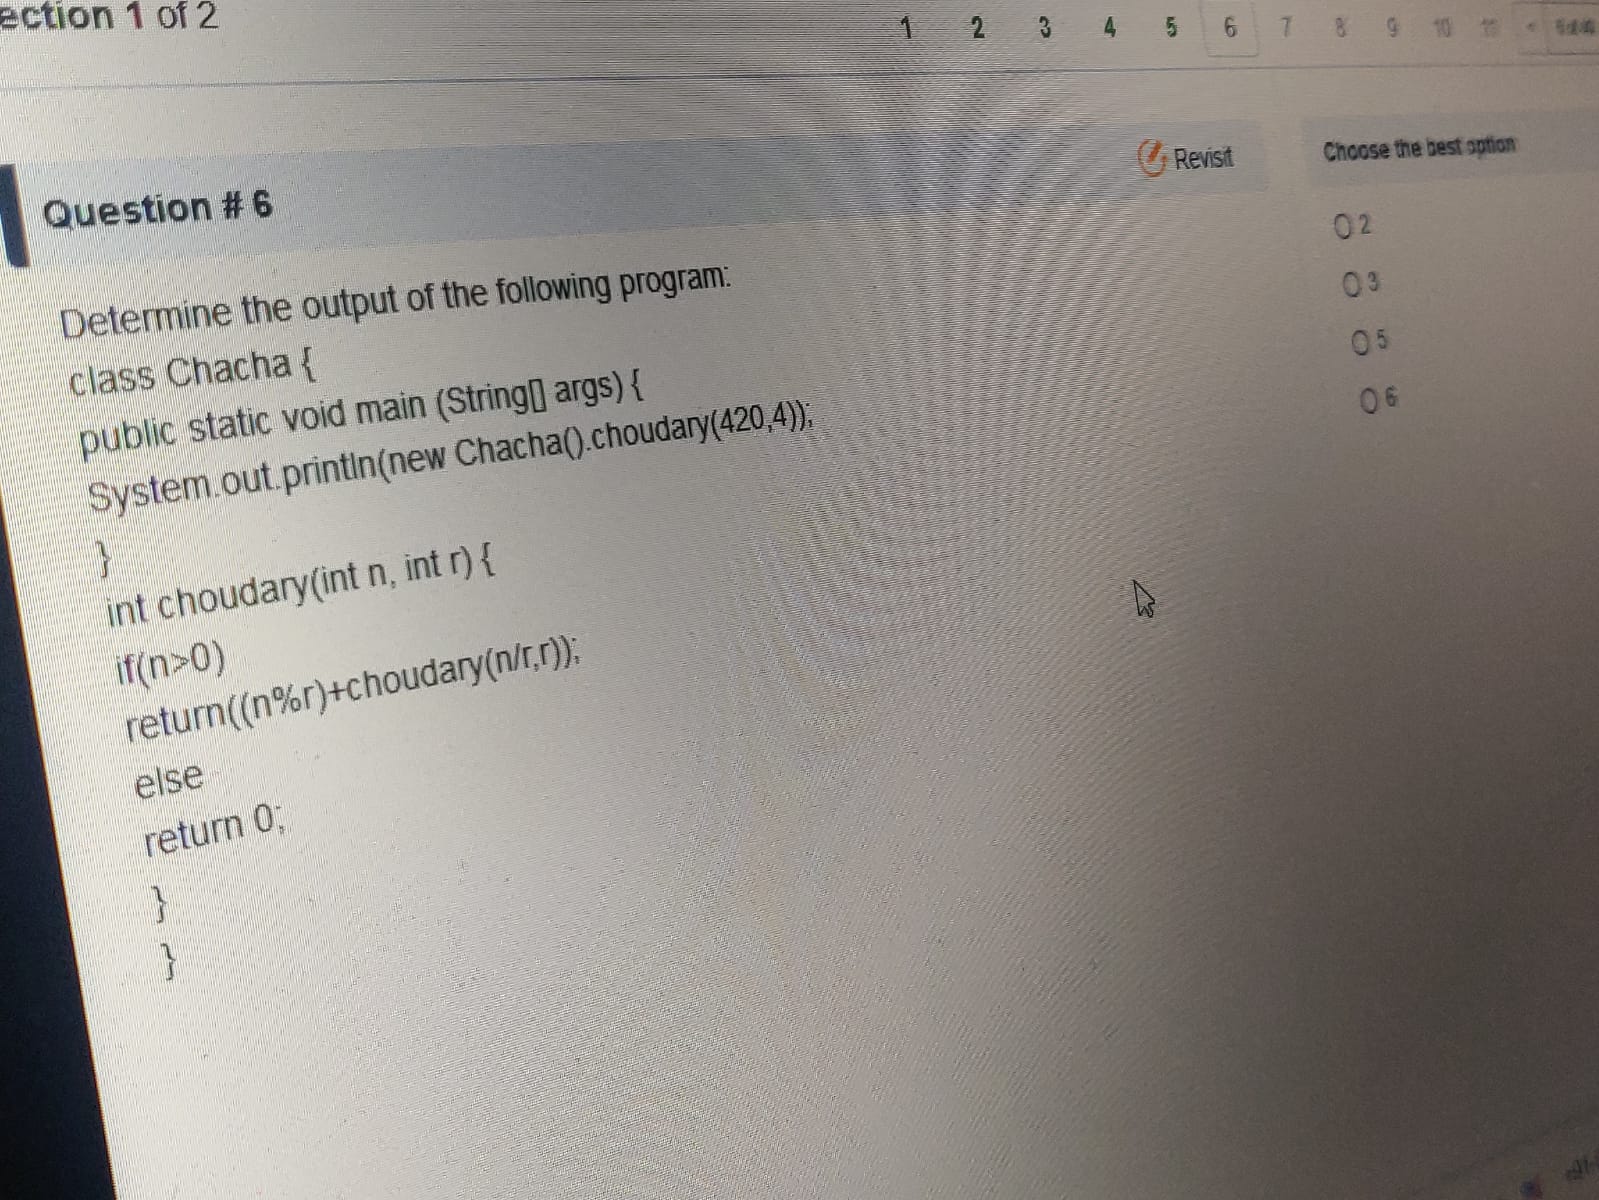 ection 1 of 2
1 2 3 4 5 6 7 8 9 10 11
Question # 6
Revisit
Determine the output of the following program:
class Chacha {
public static void main (String[] args) {
System.out.println(new Chacha().choudary(420,4));
}
int choudary(int n, int r) {
if(n>0)
return((n%r)+choudary(n/r,r));
else
return 0;
}
}
Choose the best option
2
3
5
6